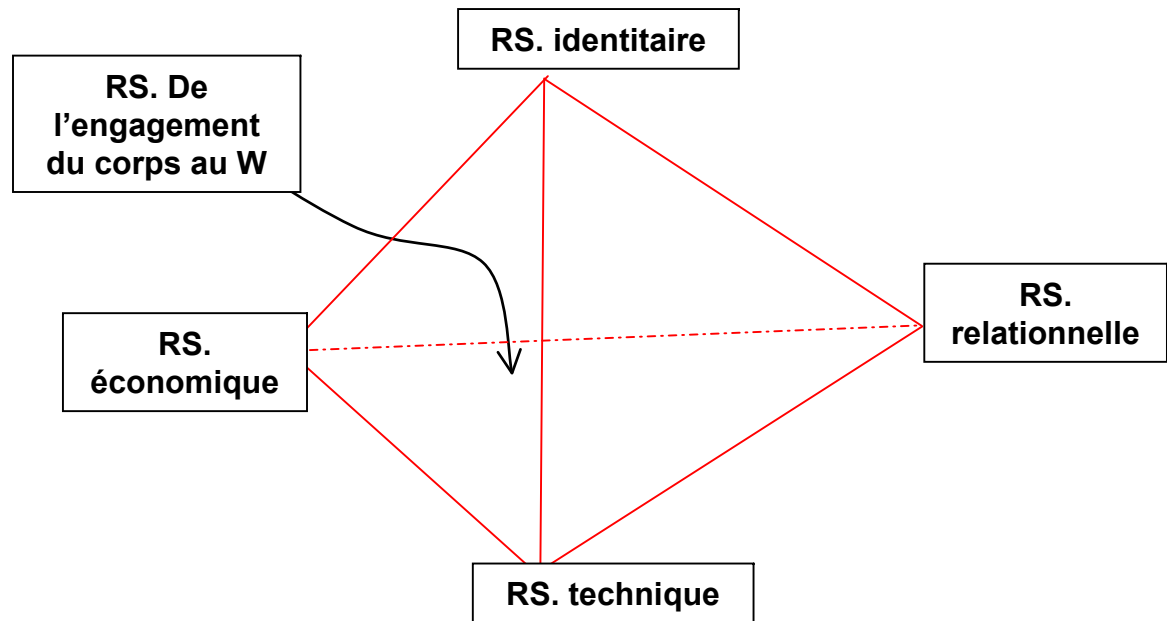 RS. identitaire
RS. De
l’engagement
du corps au W
RS.
relationnelle
RS.
économique
RS. technique